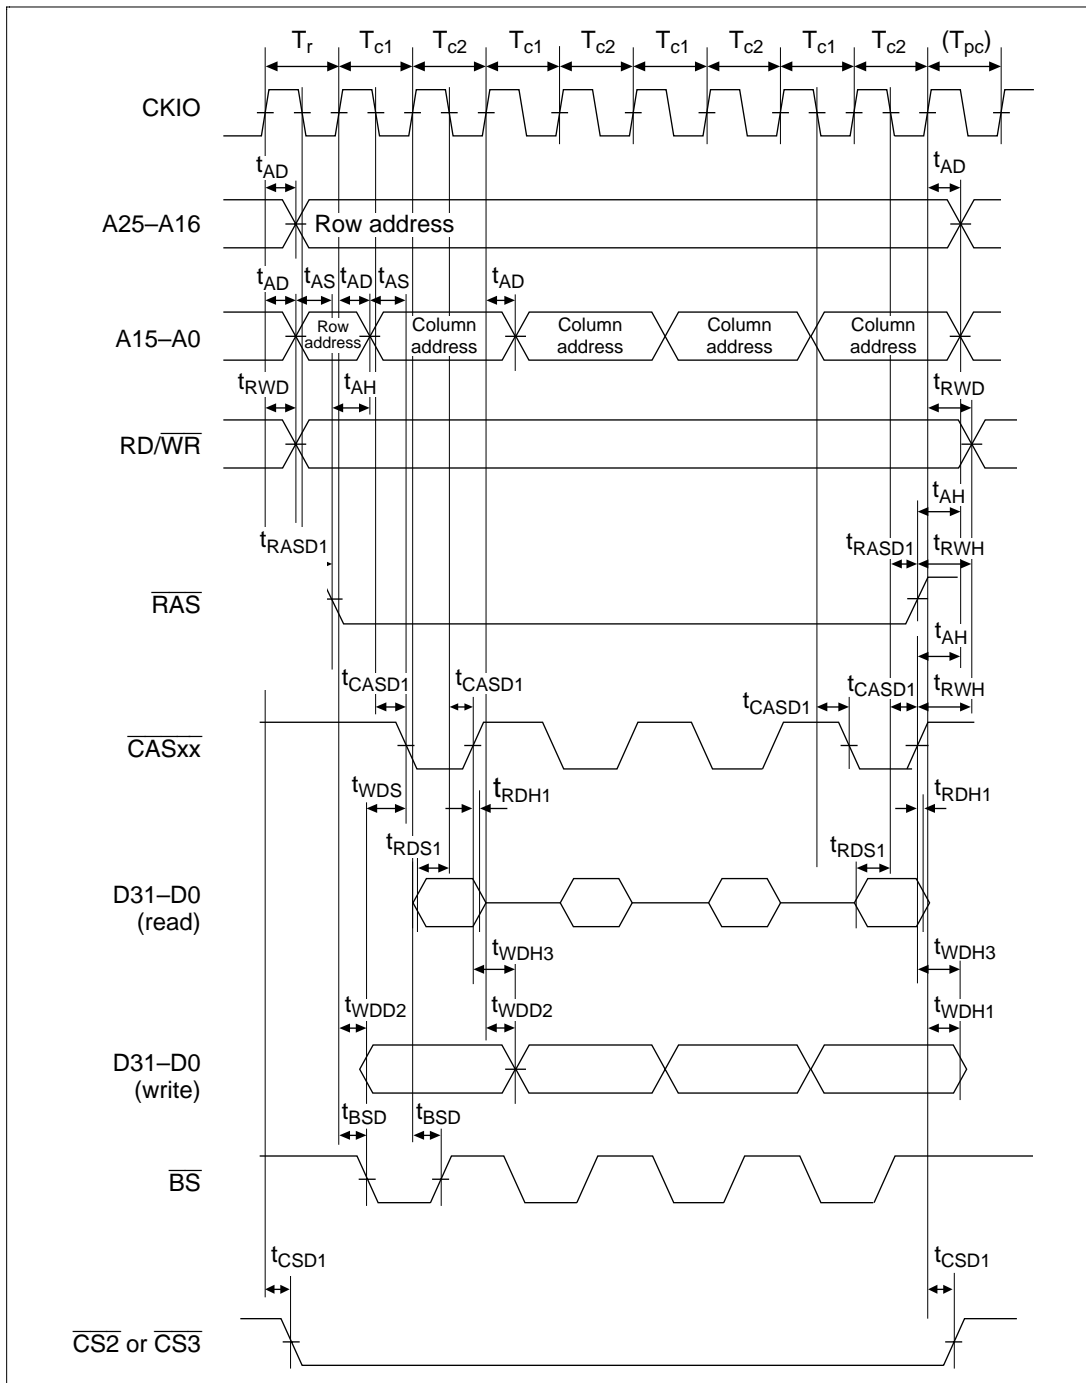 Tr Tc1 Tc2 Tc1 Tc2 Tc1 Tc2 Tc1 Tc2 (Tpc)
CKIO
tAD tAD
A25–A16 Row address
tAD tAS tAD tAS tAD
A15–A0 Row address Column address Column address Column address Column address
tRWD tAH tRWD
RD/WR
tAH
tRASD1 tRASD1 tRWH
RAS
tAH
tCASD1 tCASD1 tCASD1 tCASD1 tRWH
CASxx
tWDS tRDH1 tRDH1
tRDS1 tRDS1
D31–D0
(read)
tWDH3 tWDH3
tWDD2 tWDD2 tWDH1
D31–D0
(write)
tBSD tBSD
BS
tCSD1 tCSD1
CS2 or CS3